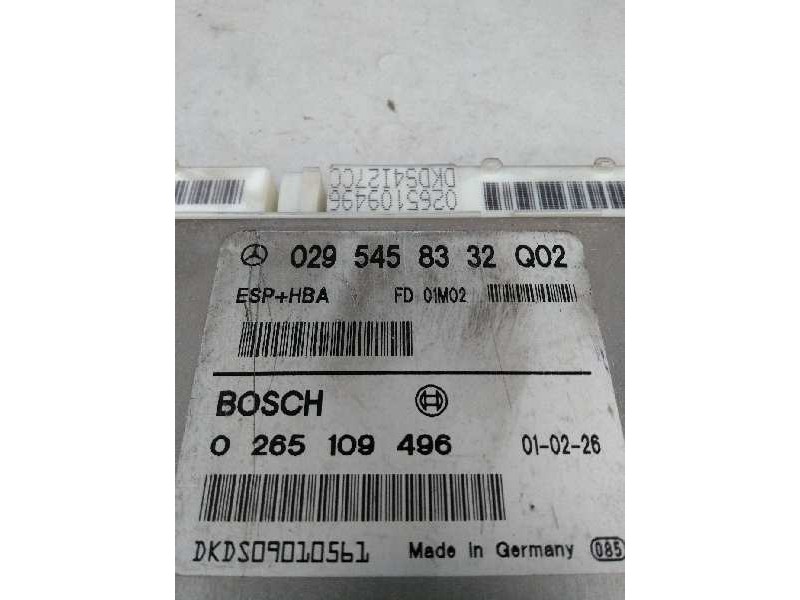 0265109496
DKDS4127CC
029 545 83 32 Q02
ESP+HBA FD 01M02
BOSCH
0 265 109 496 01-02-26
DKDS09010561 Made in Germany 085